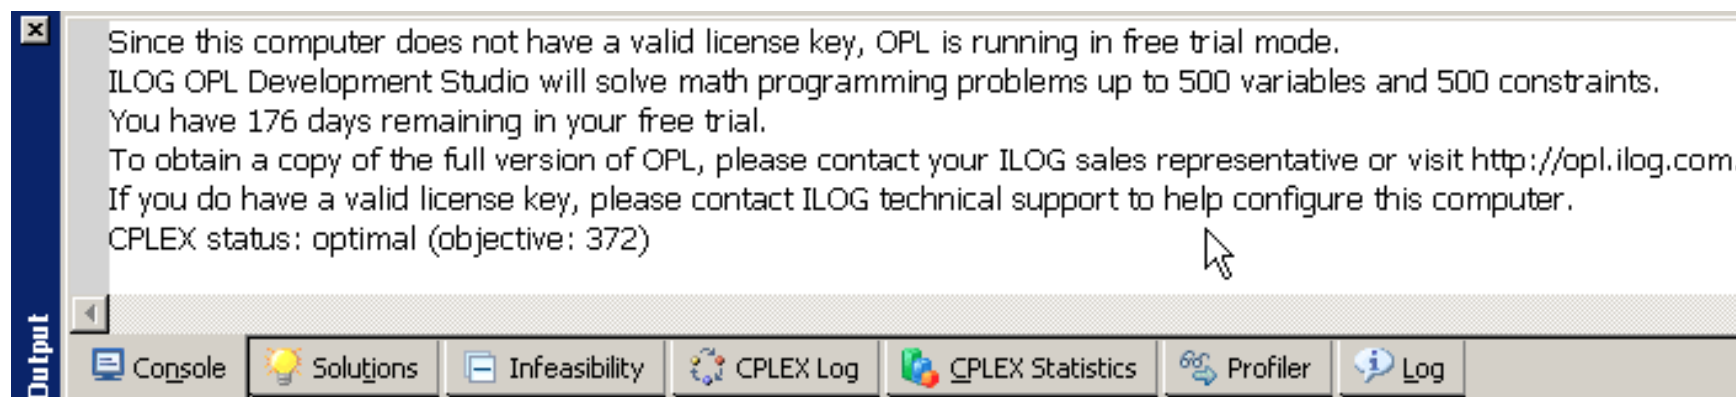 Since this computer does not have a valid license key, OPL is running in free trial mode.
ILOG OPL Development Studio will solve math programming problems up to 500 variables and 500 constraints.
You have 176 days remaining in your free trial.
To obtain a copy of the full version of OPL, please contact your ILOG sales representative or visit http://opl.ilog.com.
If you do have a valid license key, please contact ILOG technical support to help configure this computer.
CPLEX status: optimal (objective: 372)
Output
Console Solutions Infeasibility CPLEX Log CPLEX Statistics Profiler Log